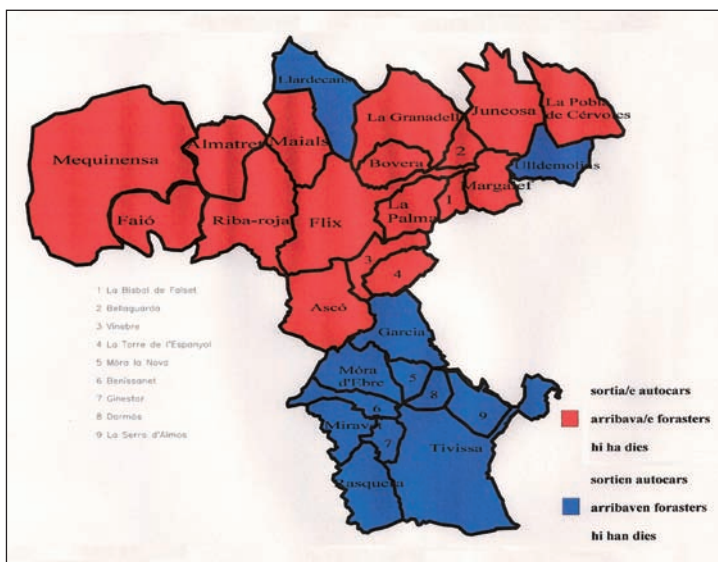 Llardecans
La Granadella
Juncosa
La Pobla
de Cérvoles
Mequinensa
Almatret
Maials
2
Bovera
Ulldemolins
Margalef
Faió
Riba-roja
Flix
La
Palma
1
3
4
Ascó
1 La Bisbal de Falset
2 Bellaguarda
3 Vinebre
4 La Torre de l'Espanyol
5 Móra la Nova
6 Benissanet
7 Ginestar
8 Darmós
9 La Serra d'Almos
Garcia
Móra
d'Ebre
5
8
9
6
Miravet
7
Tivissa
Rasquera
sortia/e autocars
arribava/e forasters
hi ha dies
sortien autocars
arribaven forasters
hi han dies